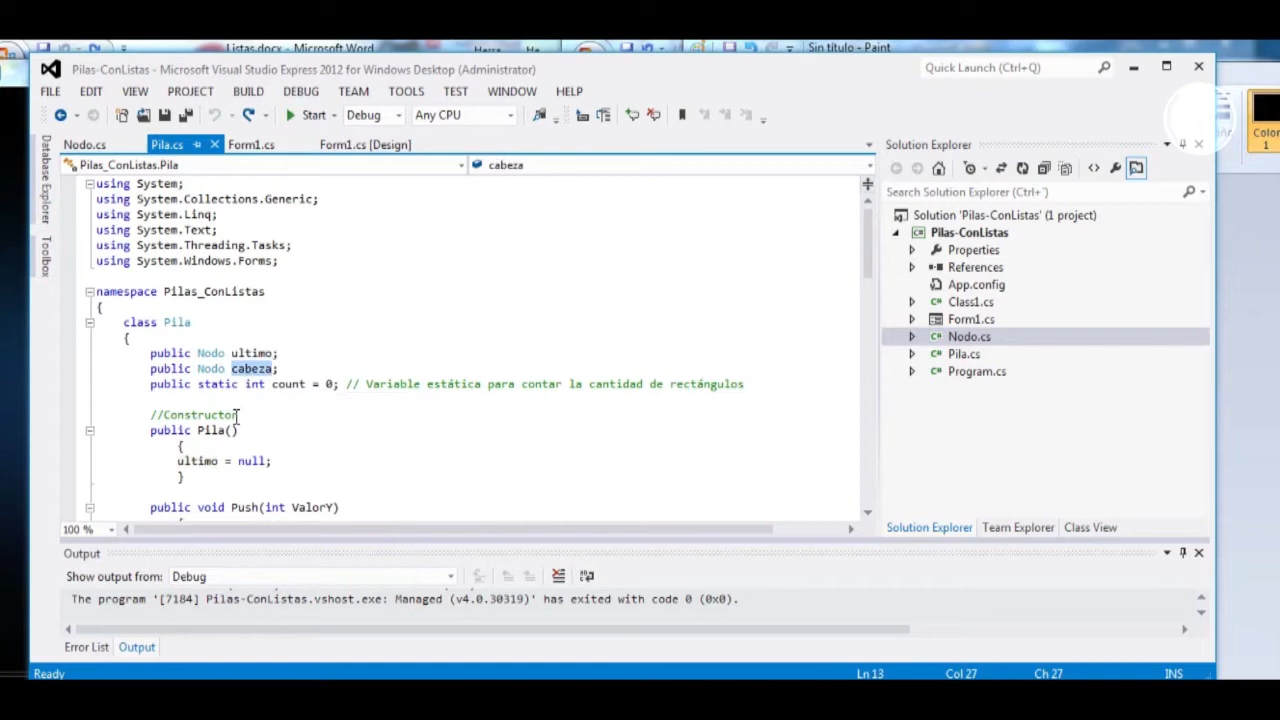 Listas.docx - Microsoft Word
Sin título - Paint
Pilas-ConListas - Microsoft Visual Studio Express 2012 for Windows Desktop (Administrator)
Quick Launch (Ctrl+Q)
FILE EDIT VIEW PROJECT BUILD DEBUG TEAM TOOLS TEST WINDOW HELP
Start Debug Any CPU
Color
1
Nodo.cs Pila.cs Form1.cs Form1.cs [Design]
Pilas_ConListas.Pila cabeza
Database Explorer
Toolbox
using System;
using System.Collections.Generic;
using System.Linq;
using System.Text;
using System.Threading.Tasks;
using System.Windows.Forms;
namespace Pilas_ConListas
{
class Pila
{
public Nodo ultimo;
public Nodo cabeza;
public static int count = 0; // Variable estática para contar la cantidad de rectángulos
//Constructor
public Pila()
{
ultimo = null;
}
public void Push(int ValorY)
100 %
Solution Explorer
Search Solution Explorer (Ctrl+¨)
Solution 'Pilas-ConListas' (1 project)
Pilas-ConListas
Properties
References
App.config
Class1.cs
Form1.cs
Nodo.cs
Pila.cs
Program.cs
Solution Explorer Team Explorer Class View
Output
Show output from: Debug
The program '[7184] Pilas-ConListas.vshost.exe: Managed (v4.0.30319)' has exited with code 0 (0x0).
Error List Output
Ready Ln 13 Col 27 Ch 27 INS